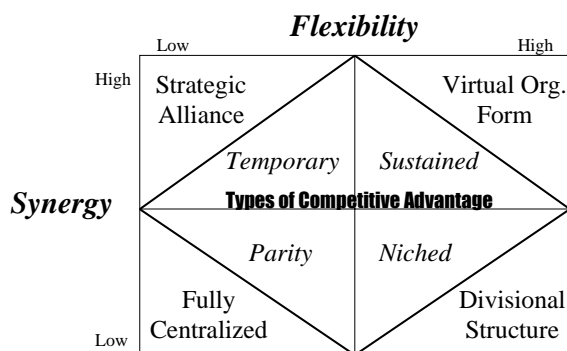 Flexibility
Low
High
High
Strategic
Alliance
Virtual Org.
Form
Temporary
Sustained
Synergy
Types of Competitive Advantage
Parity
Niched
Fully
Centralized
Divisional
Structure
Low